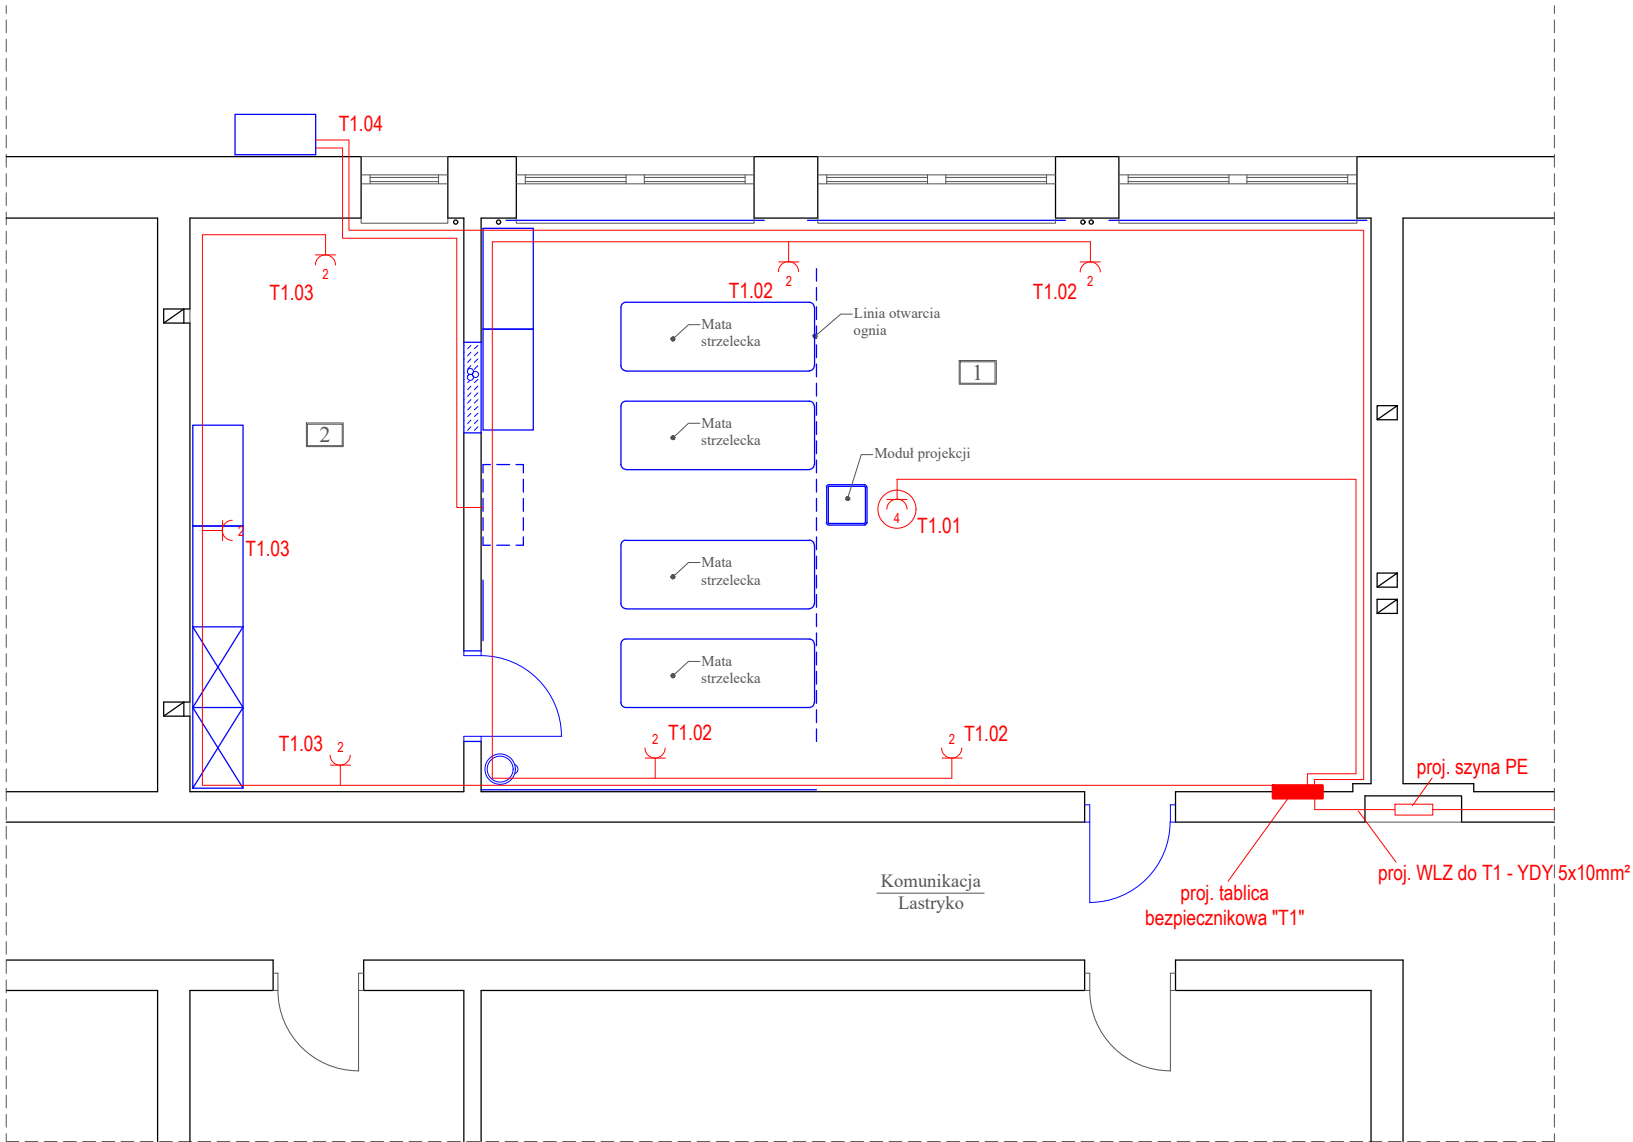 T1.04
2
T1.03
2
T1.02
2
T1.02
Mata
strzelecka
Linia otwarcia
ognia
1
2
Mata
strzelecka
Moduł projekcji
4
T1.01
2
T1.03
Mata
strzelecka
Mata
strzelecka
T1.03
2
2
T1.02
2
T1.02
proj. szyna PE
proj. WLZ do T1 - YDY 5x10mm²
Komunikacja
Lastryko
proj. tablica
bezpiecznikowa "T1"